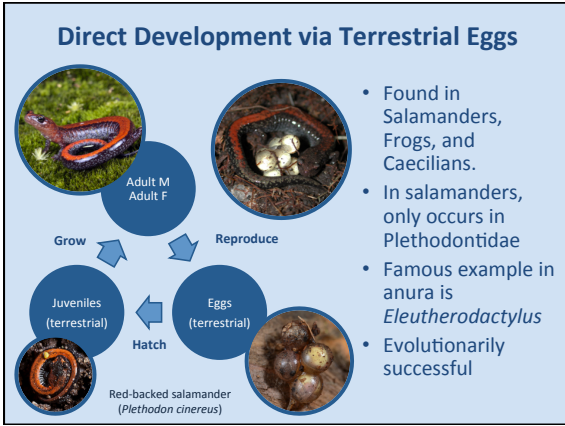 Direct Development via Terrestrial Eggs
Adult M
Adult F
Grow
Reproduce
Juveniles
(terrestrial)
Eggs
(terrestrial)
Hatch
Red-backed salamander
(Plethodon cinereus)
• Found in
Salamanders,
Frogs, and
Caecilians.
• In salamanders,
only occurs in
Plethodontidae
• Famous example in
anura is
Eleutherodactylus
• Evolutionarily
successful